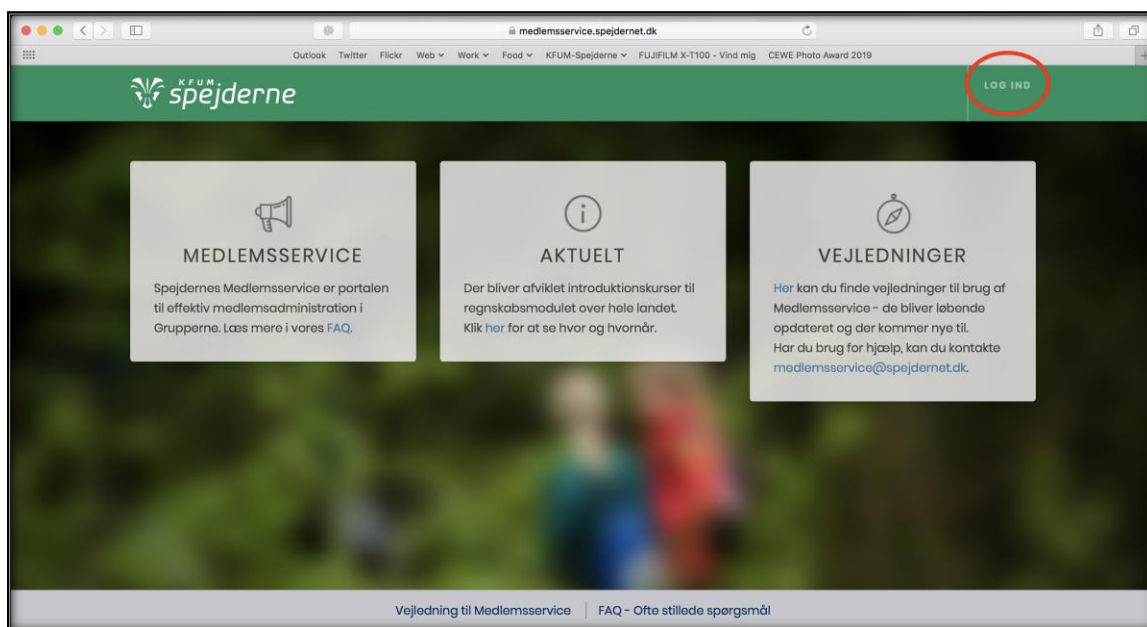 medlemsservice.spejdernet.dk
Outlook Twitter Flickr Web Work Food KFUM-Spejderne FUJIFILM X-T100 - Vind mig CEWE Photo Award 2019
KFUM
spejderne
LOG IND
MEDLEMSSERVICE
Spejdernes Medlemsservice er portalen
til effektiv medlemsadministration i
Grupperne. Læs mere i vores FAQ.
AKTUELT
Der bliver afviklet introduktionskurser til
regnskabsmodulet over hele landet.
Klik her for at se hvor og hvornår.
VEJLEDNINGER
Her kan du finde vejledninger til brug af
Medlemsservice - de bliver løbende
opdateret og der kommer nye til.
Har du brug for hjælp, kan du kontakte
medlemsservice@spejdernet.dk.
Vejledning til Medlemsservice FAQ - Ofte stillede spørgsmål